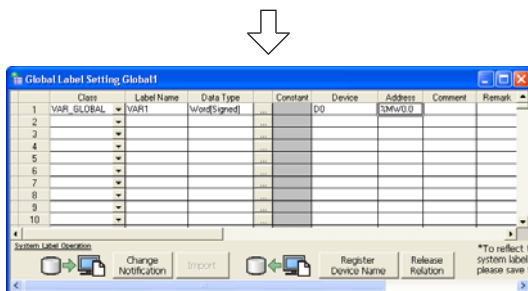 Global Label Setting Global1
Class Label Name Data Type Constant Device Address Comment Remark
1 VAR_GLOBAL VAR1 Word[Signed] ... D0 %MW0.0
2 ...
3 ...
4 ...
5 ...
6 ...
7 ...
8 ...
9 ...
10 ...
System Label Operation
Change Notification
Import
Register Device Name
Release Relation
*To reflect
system label
please save